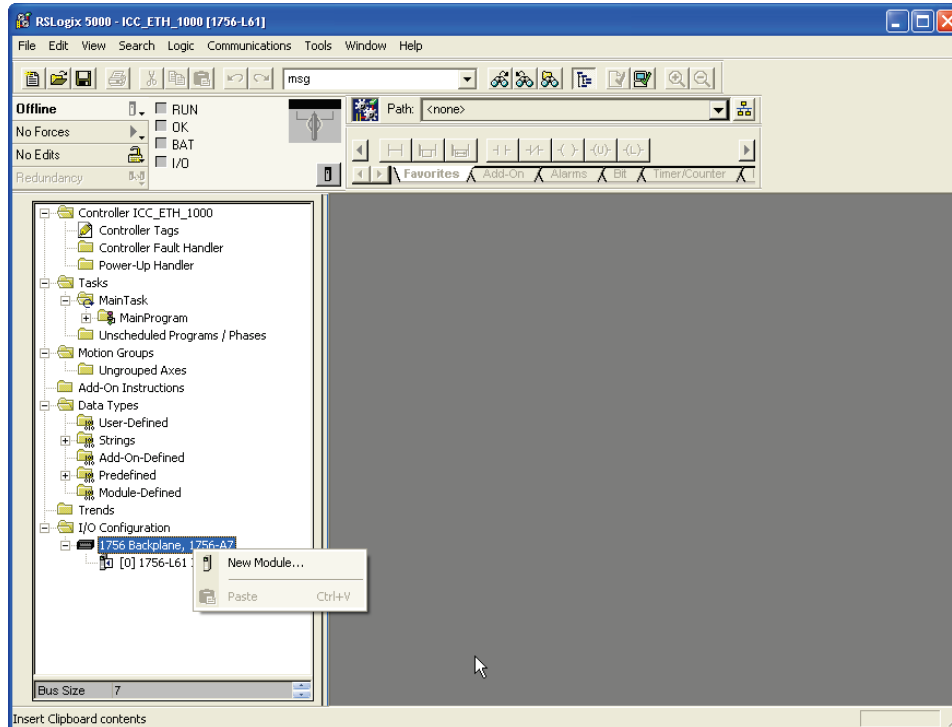 RSLogix 5000 - ICC_ETH_1000 [1756-L61]
File Edit View Search Logic Communications Tools Window Help
msg
Offline
RUN
No Forces
OK
No Edits
BAT
Redundancy
I/O
Path: <none>
Favorites Add-On Alarms Bit Timer/Counter
Controller ICC_ETH_1000
Controller Tags
Controller Fault Handler
Power-Up Handler
Tasks
MainTask
MainProgram
Unscheduled Programs / Phases
Motion Groups
Ungrouped Axes
Add-On Instructions
Data Types
User-Defined
Strings
Add-On-Defined
Predefined
Module-Defined
Trends
I/O Configuration
1756 Backplane, 1756-A7
[0] 1756-L61
New Module...
Paste Ctrl+V
Bus Size 7
Insert Clipboard contents